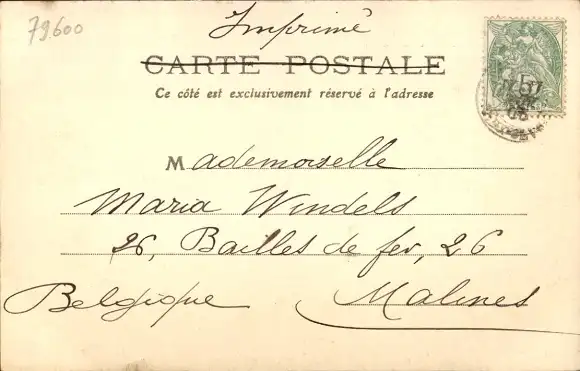 79600
Imprimé
CARTE POSTALE
Ce côté est exclusivement réservé à l'adresse
Mademoiselle
Maria Windels
26, Bailles de fer, 26
Malines
Belgique